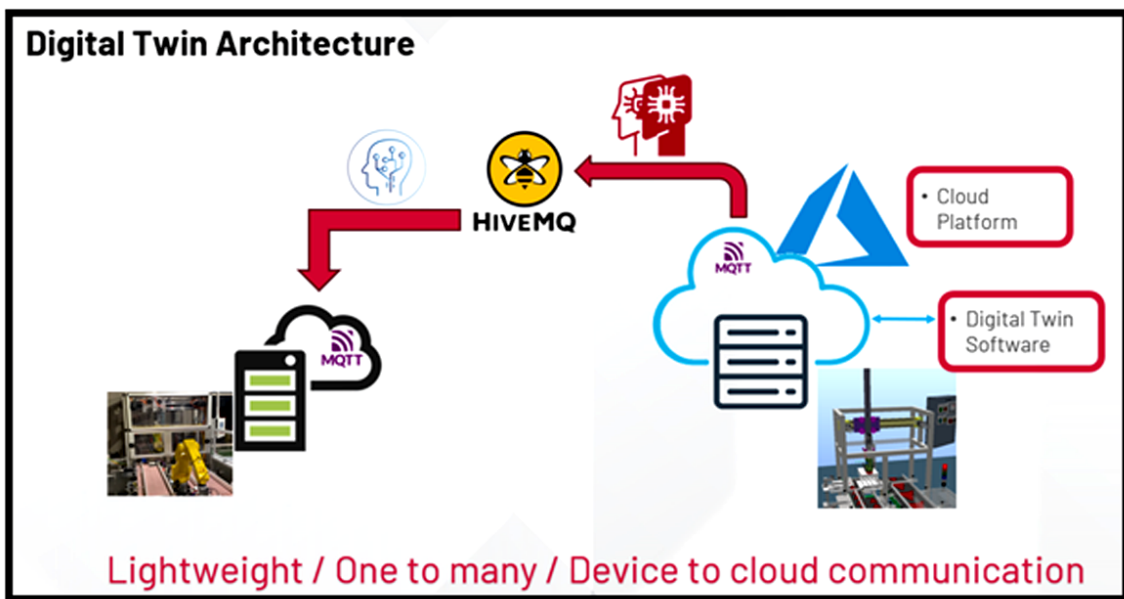 Digital Twin Architecture
HIVEMQ
• Cloud
Platform
MQTT
• Digital Twin
Software
MQTT
Lightweight / One to many / Device to cloud communication